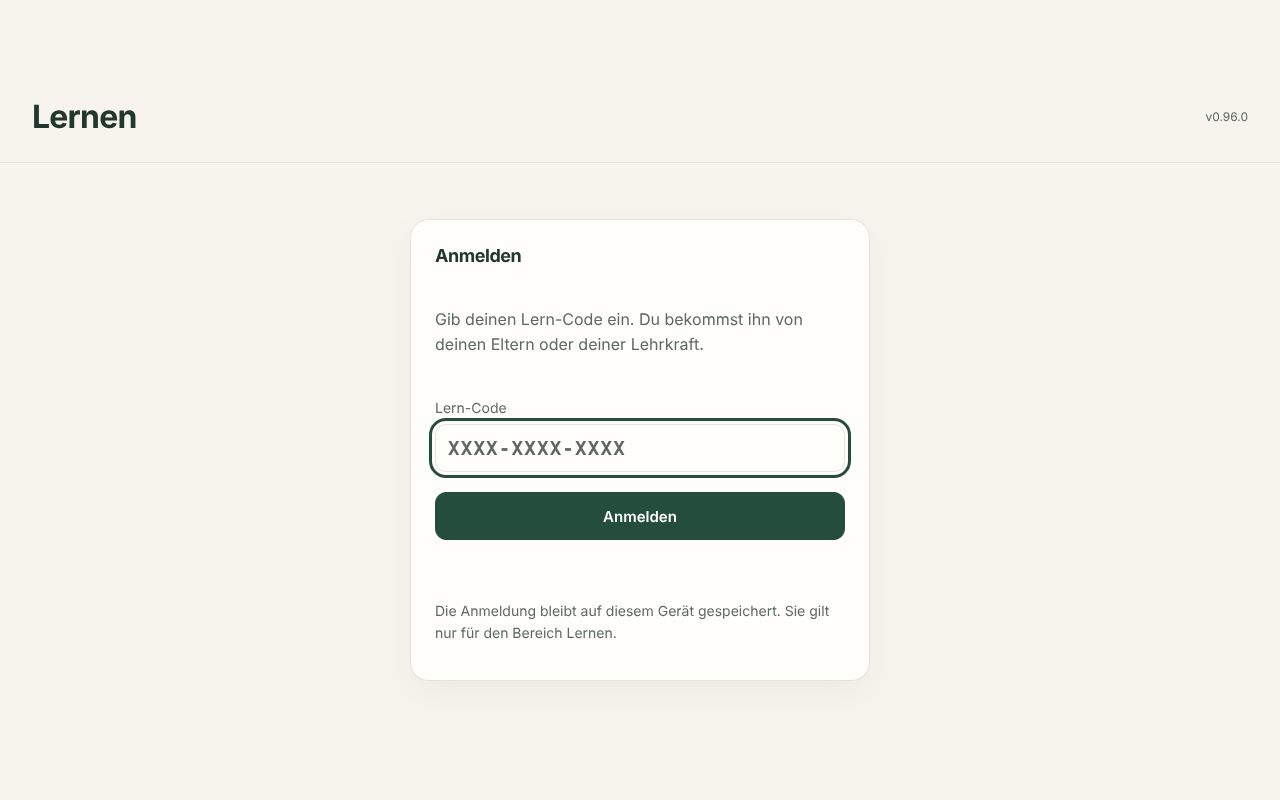 Lernen
v0.96.0
Anmelden
Gib deinen Lern-Code ein. Du bekommst ihn von
deinen Eltern oder deiner Lehrkraft.
Lern-Code
XXXX-XXXX-XXXX
Anmelden
Die Anmeldung bleibt auf diesem Gerät gespeichert. Sie gilt
nur für den Bereich Lernen.